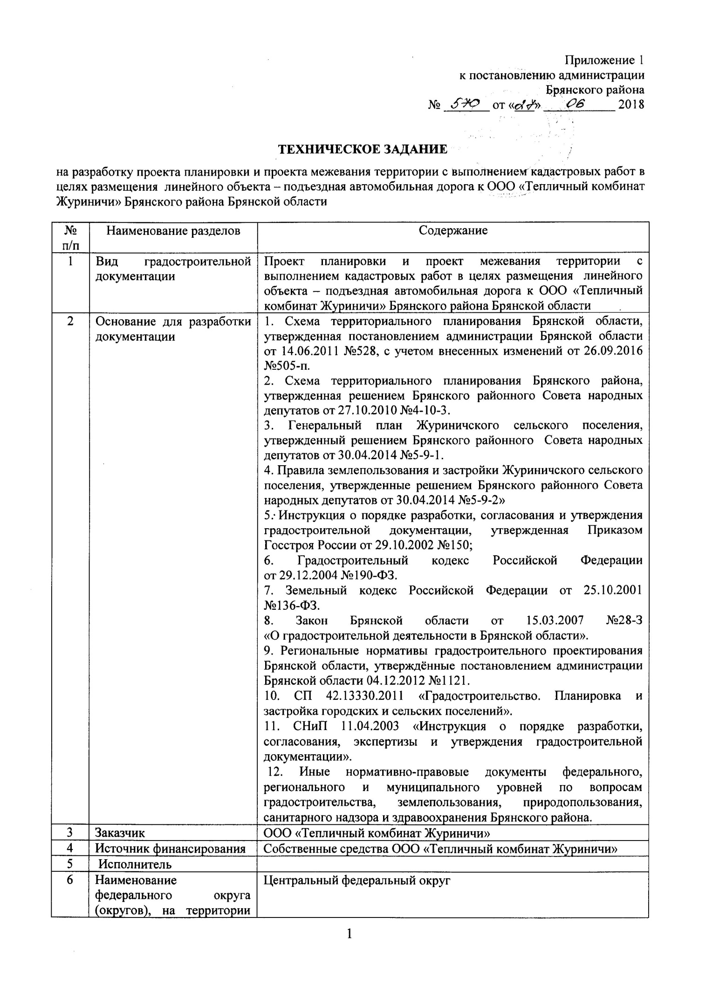 Приложение 1
к постановлению администрации
Брянского района
№ 570 от «27» 06 2018
ТЕХНИЧЕСКОЕ ЗАДАНИЕ
на разработку проекта планировки и проекта межевания территории с выполнением кадастровых работ в
целях размещения линейного объекта – подъездная автомобильная дорога к ООО «Тепличный комбинат
Журиничи» Брянского района Брянской области
№ п/п
Наименование разделов
Содержание
1
Вид градостроительной
документации
Проект планировки и проект межевания территории с
выполнением кадастровых работ в целях размещения линейного
объекта – подъездная автомобильная дорога к ООО «Тепличный
комбинат Журиничи» Брянского района Брянской области
2
Основание для разработки
документации
1. Схема территориального планирования Брянской области,
утвержденная постановлением администрации Брянской области
от 14.06.2011 №528, с учетом внесенных изменений от 26.09.2016
№505-п.
2. Схема территориального планирования Брянского района,
утвержденная решением Брянского районного Совета народных
депутатов от 27.10.2010 №4-10-3.
3. Генеральный план Журиничского сельского поселения,
утвержденный решением Брянского районного Совета народных
депутатов от 30.04.2014 №5-9-1.
4. Правила землепользования и застройки Журиничского сельского
поселения, утвержденные решением Брянского районного Совета
народных депутатов от 30.04.2014 №5-9-2»
5. Инструкция о порядке разработки, согласования и утверждения
градостроительной документации, утвержденная Приказом
Госстроя России от 29.10.2002 №150;
6. Градостроительный кодекс Российской Федерации
от 29.12.2004 №190-ФЗ.
7. Земельный кодекс Российской Федерации от 25.10.2001
№136-ФЗ.
8. Закон Брянской области от 15.03.2007 №28-З
«О градостроительной деятельности в Брянской области».
9. Региональные нормативы градостроительного проектирования
Брянской области, утверждённые постановлением администрации
Брянской области 04.12.2012 №1121.
10. СП 42.13330.2011 «Градостроительство. Планировка и
застройка городских и сельских поселений».
11. СНиП 11.04.2003 «Инструкция о порядке разработки,
согласования, экспертизы и утверждения градостроительной
документации».
12. Иные нормативно-правовые документы федерального,
регионального и муниципального уровней по вопросам
градостроительства, землепользования, природопользования,
санитарного надзора и здравоохранения Брянского района.
3
Заказчик
ООО «Тепличный комбинат Журиничи»
4
Источник финансирования
Собственные средства ООО «Тепличный комбинат Журиничи»
5
Исполнитель
6
Наименование
федерального округа
(округов), на территории
Центральный федеральный округ
1